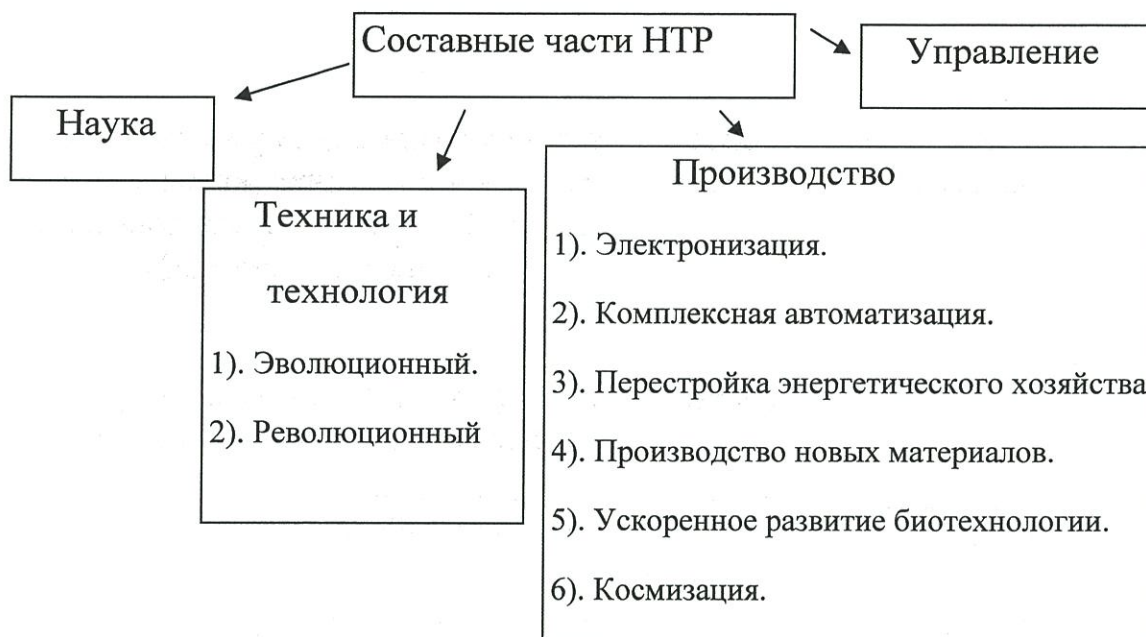 Составные части НТР
Управление
Наука
Техника и
технология
1). Эволюционный.
2). Революционный
Производство
1). Электронизация.
2). Комплексная автоматизация.
3). Перестройка энергетического хозяйства
4). Производство новых материалов.
5). Ускоренное развитие биотехнологии.
6). Космизация.